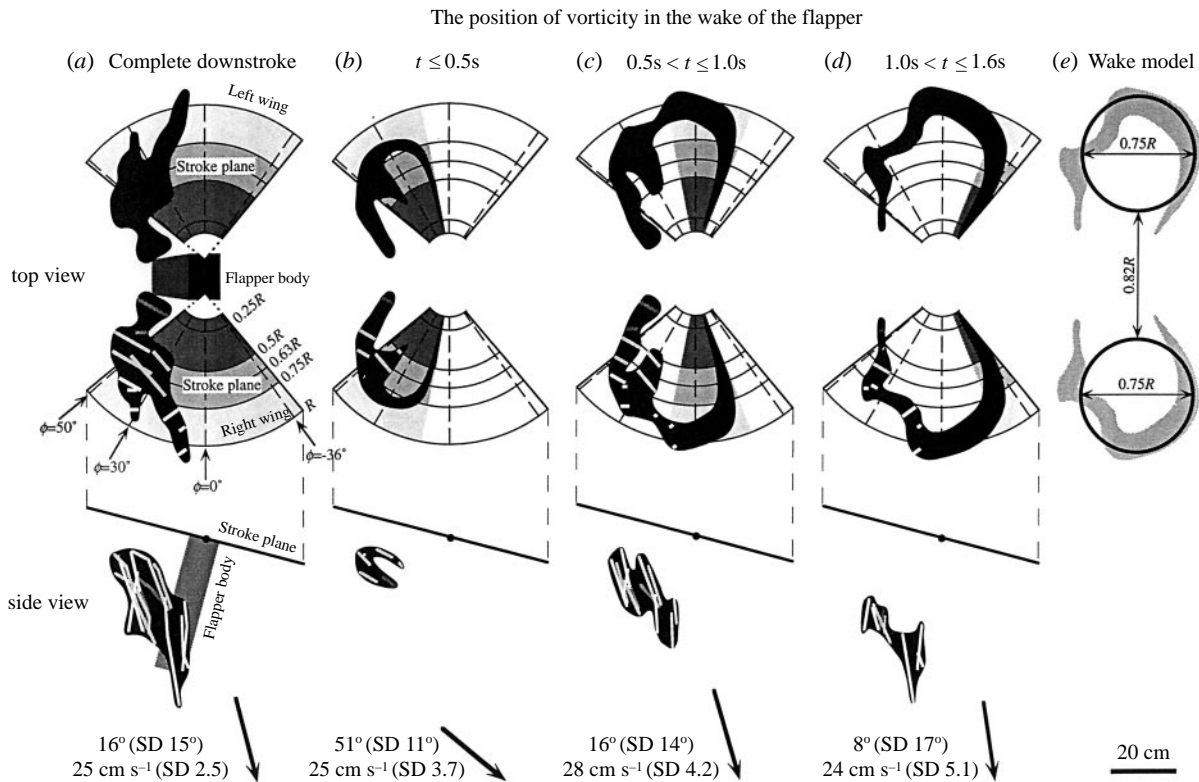 The position of vorticity in the wake of the flapper
(a) Complete downstroke
(b) t ≤ 0.5s
(c) 0.5s < t ≤ 1.0s
(d) 1.0s < t ≤ 1.6s
(e) Wake model
Left wing
Stroke plane
0.75R
top view
Flapper body
0.82R
0.25R
0.5R
0.63R
0.75R
R
Stroke plane
Right wing
0.75R
ϕ=50°
ϕ=30°
ϕ=0°
ϕ=-36°
Stroke plane
side view
Flapper body
16° (SD 15°)
25 cm s⁻¹ (SD 2.5)
51° (SD 11°)
25 cm s⁻¹ (SD 3.7)
16° (SD 14°)
28 cm s⁻¹ (SD 4.2)
8° (SD 17°)
24 cm s⁻¹ (SD 5.1)
20 cm